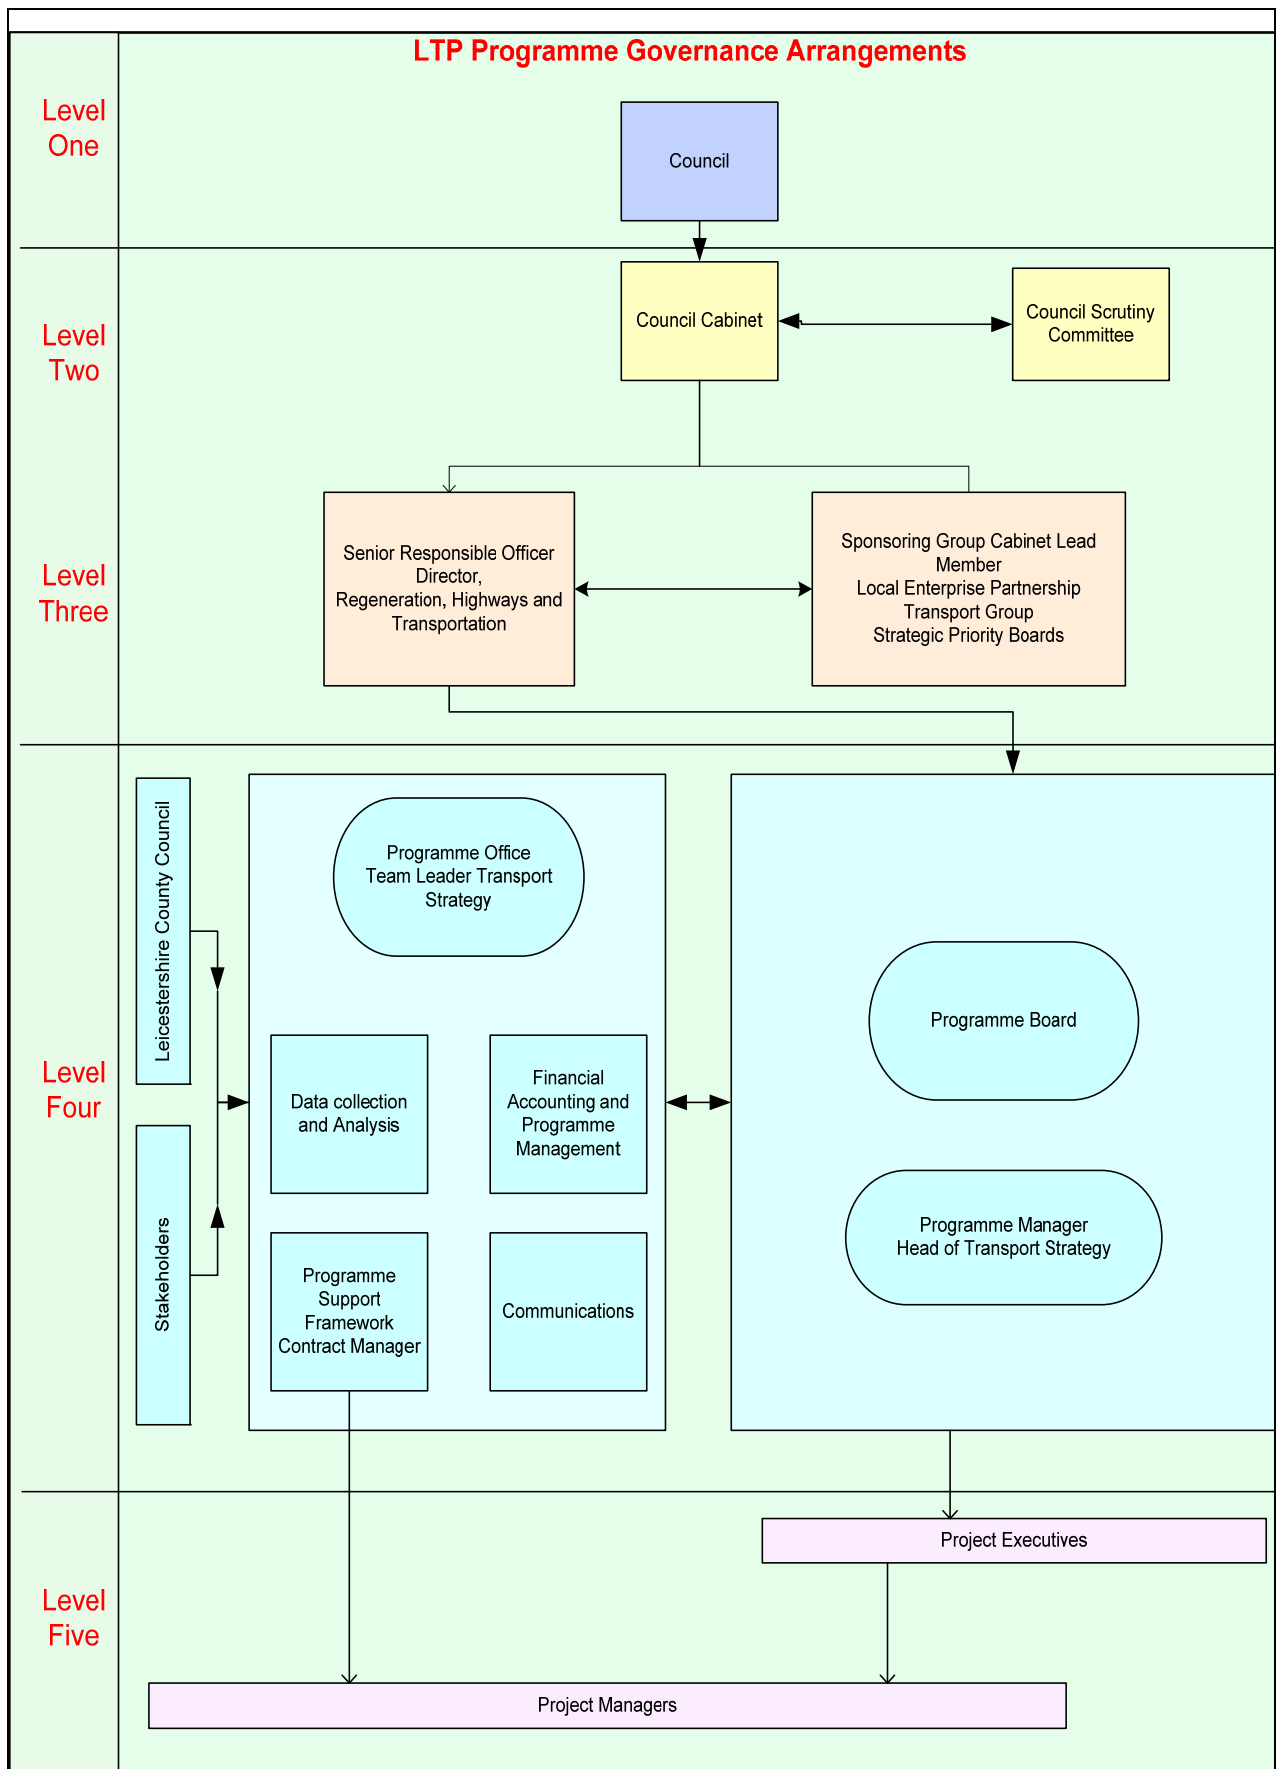 LTP Programme Governance Arrangements
Level
One
Council
Level
Two
Council Cabinet
Council Scrutiny
Committee
Level
Three
Senior Responsible Officer
Director,
Regeneration, Highways and
Transportation
Sponsoring Group Cabinet Lead
Member
Local Enterprise Partnership
Transport Group
Strategic Priority Boards
Level
Four
Leicestershire County Council
Stakeholders
Programme Office
Team Leader Transport
Strategy
Data collection
and Analysis
Financial
Accounting and
Programme
Management
Programme
Support
Framework
Contract Manager
Communications
Programme Board
Programme Manager
Head of Transport Strategy
Level
Five
Project Executives
Project Managers